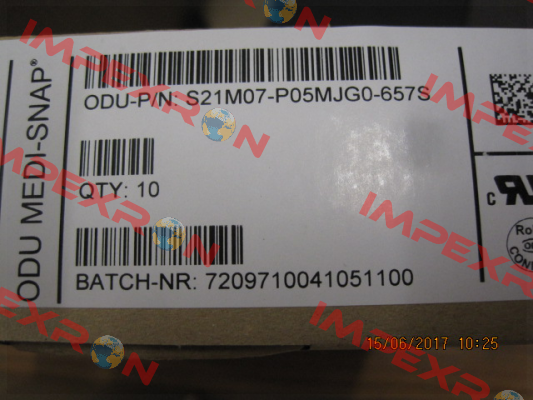 ODU MEDI-SNAP®
ODU-P/N: S21M07-P05MJG0-657S
QTY: 10
BATCH-NR: 7209710041051100
c
IMPEXRON
IMPEXRON
IMPEXRON
IMPEXRON
IMPEXRON
15/06/2017 10:25